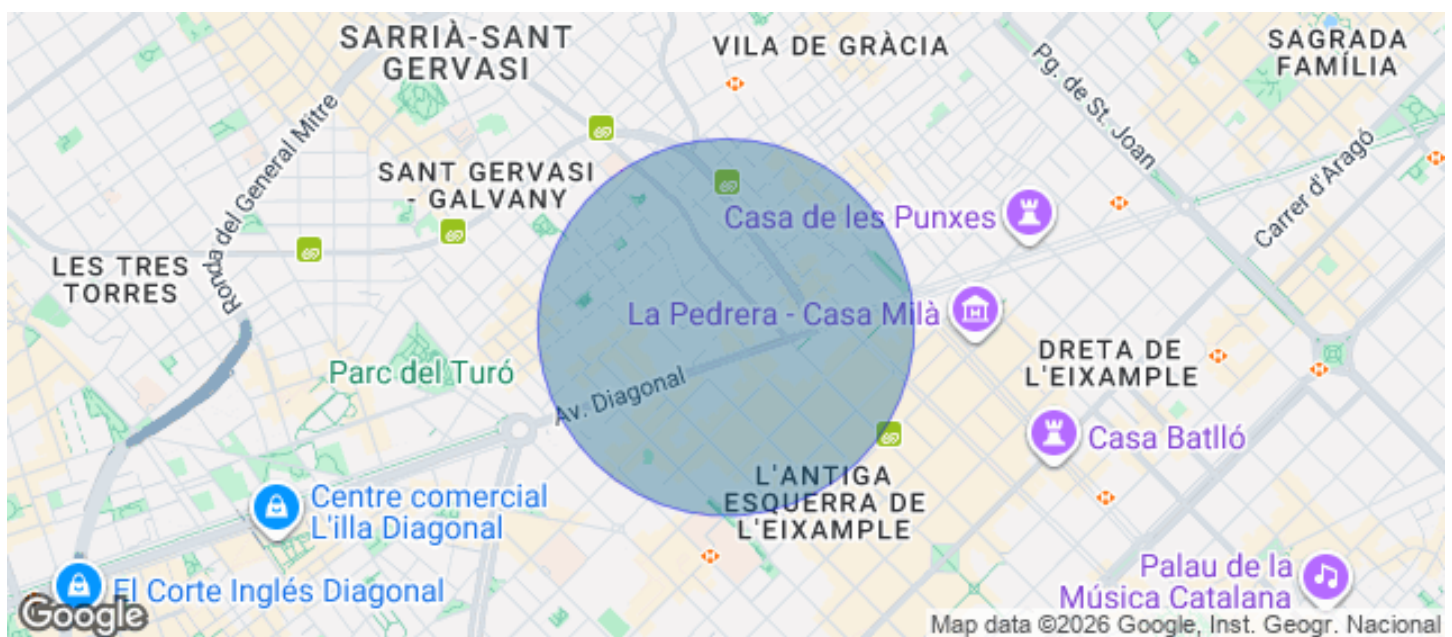 SARRIÀ-SANT
GERVASI
VILA DE GRÀCIA
SAGRADA
FAMÍLIA
Pg. de St. Joan
Ronda del General Mitre
SANT GERVASI
- GALVANY
Carrer d'Aragó
Casa de les Punxes
LES TRES
TORRES
La Pedrera - Casa Milà
DRETA DE
L'EIXAMPLE
Parc del Turó
Av. Diagonal
Casa Batlló
L'ANTIGA
ESQUERRA DE
L'EIXAMPLE
Centre comercial
L'illa Diagonal
El Corte Inglés Diagonal
Palau de la
Música Catalana
Google
Map data ©2026 Google, Inst. Geogr. Nacional